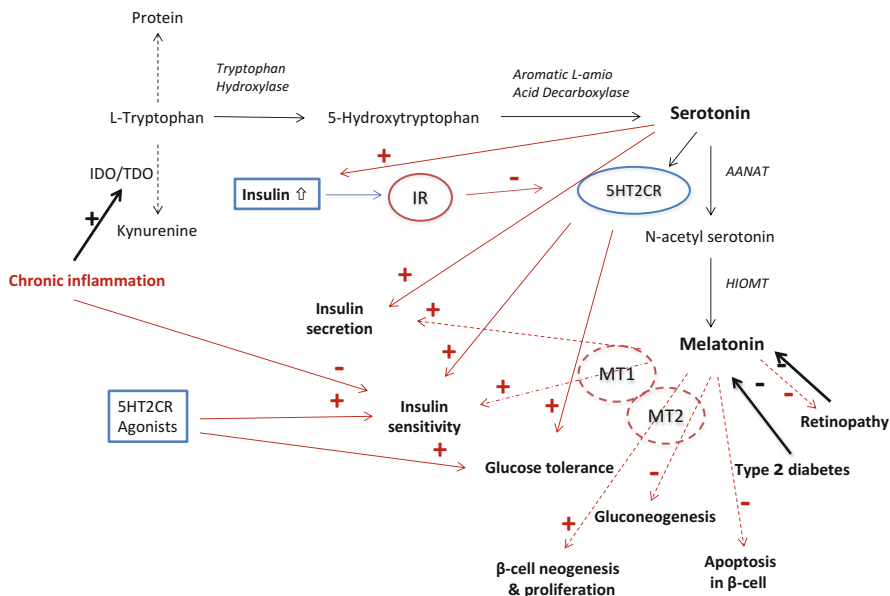 Protein
Tryptophan
Hydroxylase
Aromatic L-amio
Acid Decarboxylase
L-Tryptophan
5-Hydroxytryptophan
Serotonin
+
IDO/TDO
Insulin ⇧
IR
-
5HT2CR
AANAT
+
Kynurenine
N-acetyl serotonin
Chronic inflammation
+
HIOMT
Insulin
secretion
+
Melatonin
-
+
MT1
-
-
-
+
+
5HT2CR
Agonists
Insulin
sensitivity
+
MT2
Retinopathy
+
Glucose tolerance
Type 2 diabetes
-
-
+
Gluconeogenesis
β-cell neogenesis
& proliferation
Apoptosis
in β-cell